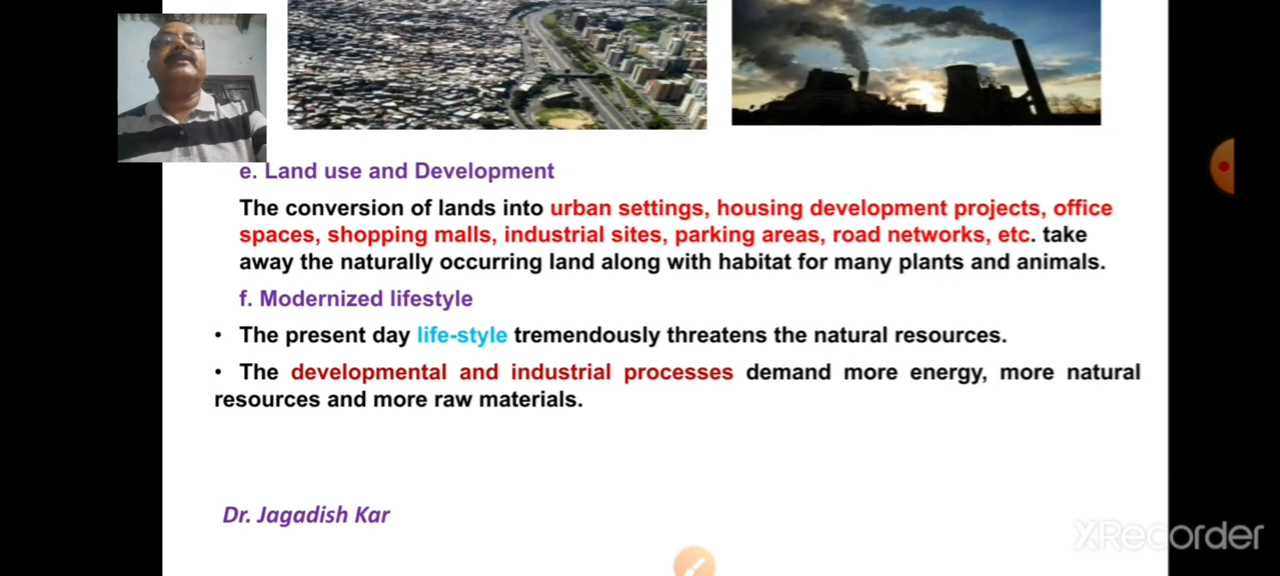 e. Land use and Development
The conversion of lands into urban settings, housing development projects, office
spaces, shopping malls, industrial sites, parking areas, road networks, etc. take
away the naturally occurring land along with habitat for many plants and animals.
f. Modernized lifestyle
• The present day life-style tremendously threatens the natural resources.
• The developmental and industrial processes demand more energy, more natural
resources and more raw materials.
Dr. Jagadish Kar
XRecorder